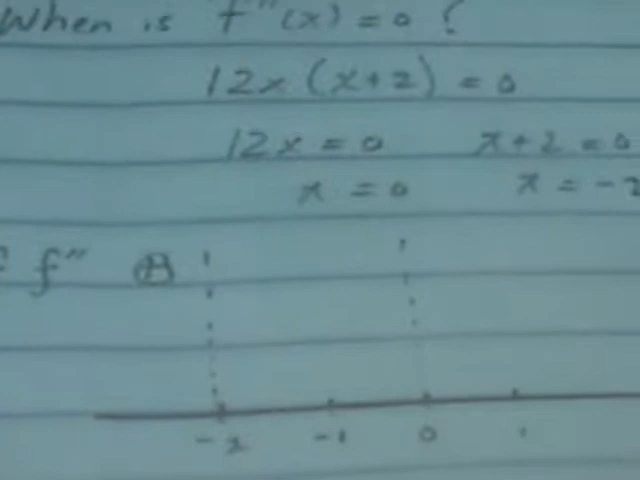 When is f''(x) = 0 ?
12x (x+2) = 0
12x = 0 x+2 = 0
x = 0 x = -2
f f'' ⊕
-2 -1 0 1